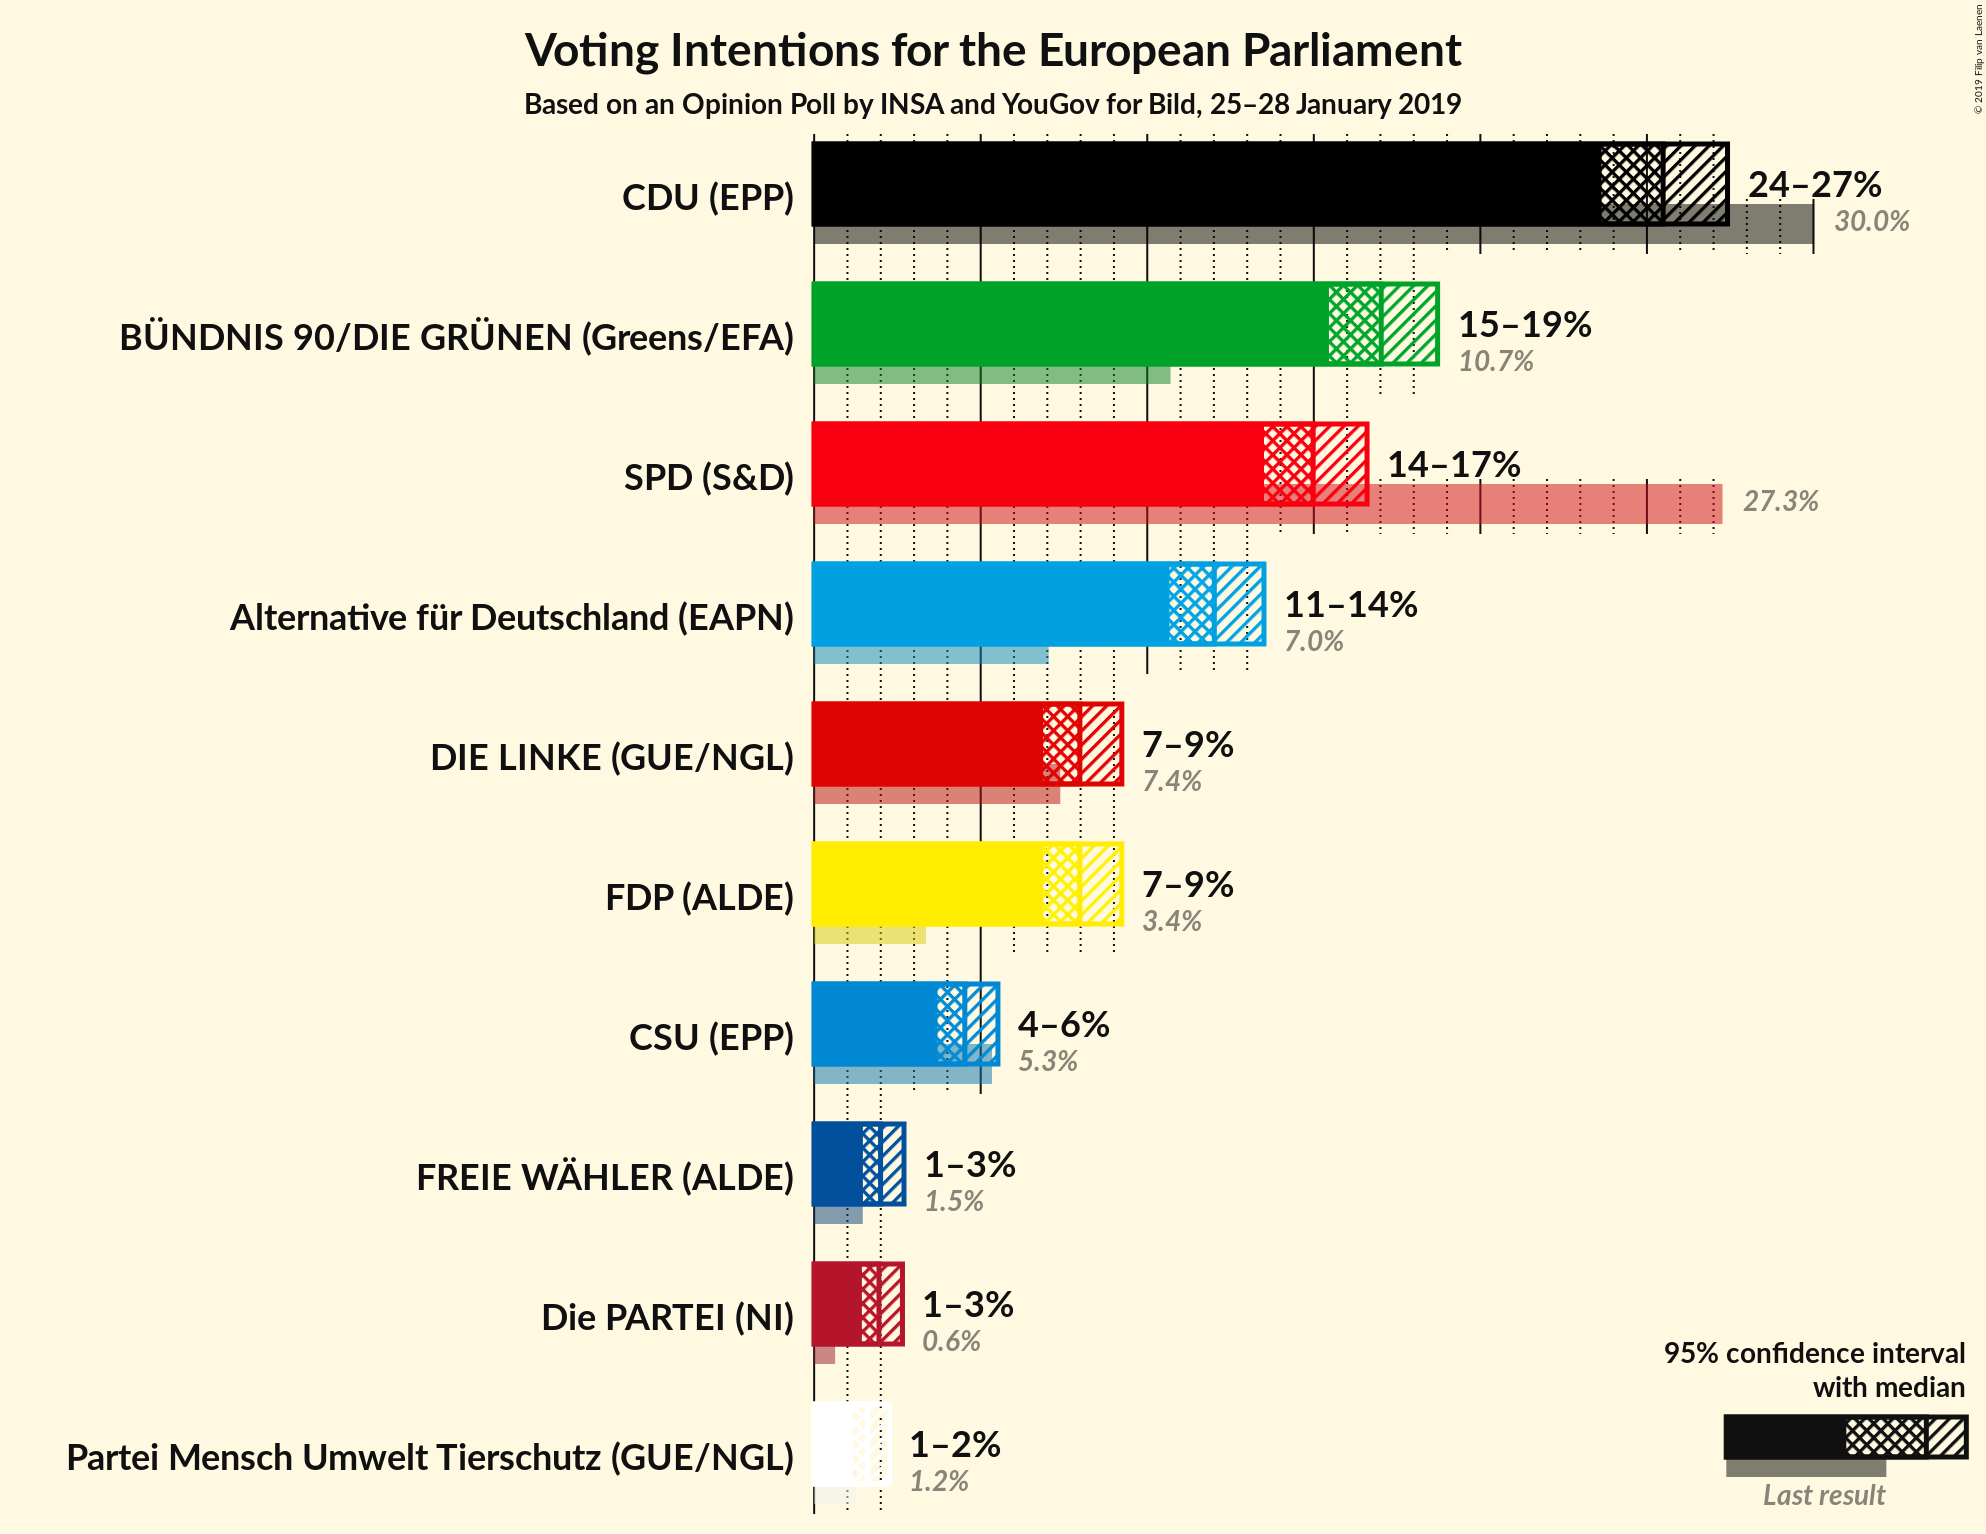 Voting Intentions for the European Parliament
Based on an Opinion Poll by INSA and YouGov for Bild, 25–28 January 2019
© 2019 Filip van Laenen
CDU (EPP)
24–27%
30.0%
BÜNDNIS 90/DIE GRÜNEN (Greens/EFA)
15–19%
10.7%
SPD (S&D)
14–17%
27.3%
Alternative für Deutschland (EAPN)
11–14%
7.0%
DIE LINKE (GUE/NGL)
7–9%
7.4%
FDP (ALDE)
7–9%
3.4%
CSU (EPP)
4–6%
5.3%
FREIE WÄHLER (ALDE)
1–3%
1.5%
Die PARTEI (NI)
1–3%
0.6%
Partei Mensch Umwelt Tierschutz (GUE/NGL)
1–2%
1.2%
95% confidence interval
with median
Last result